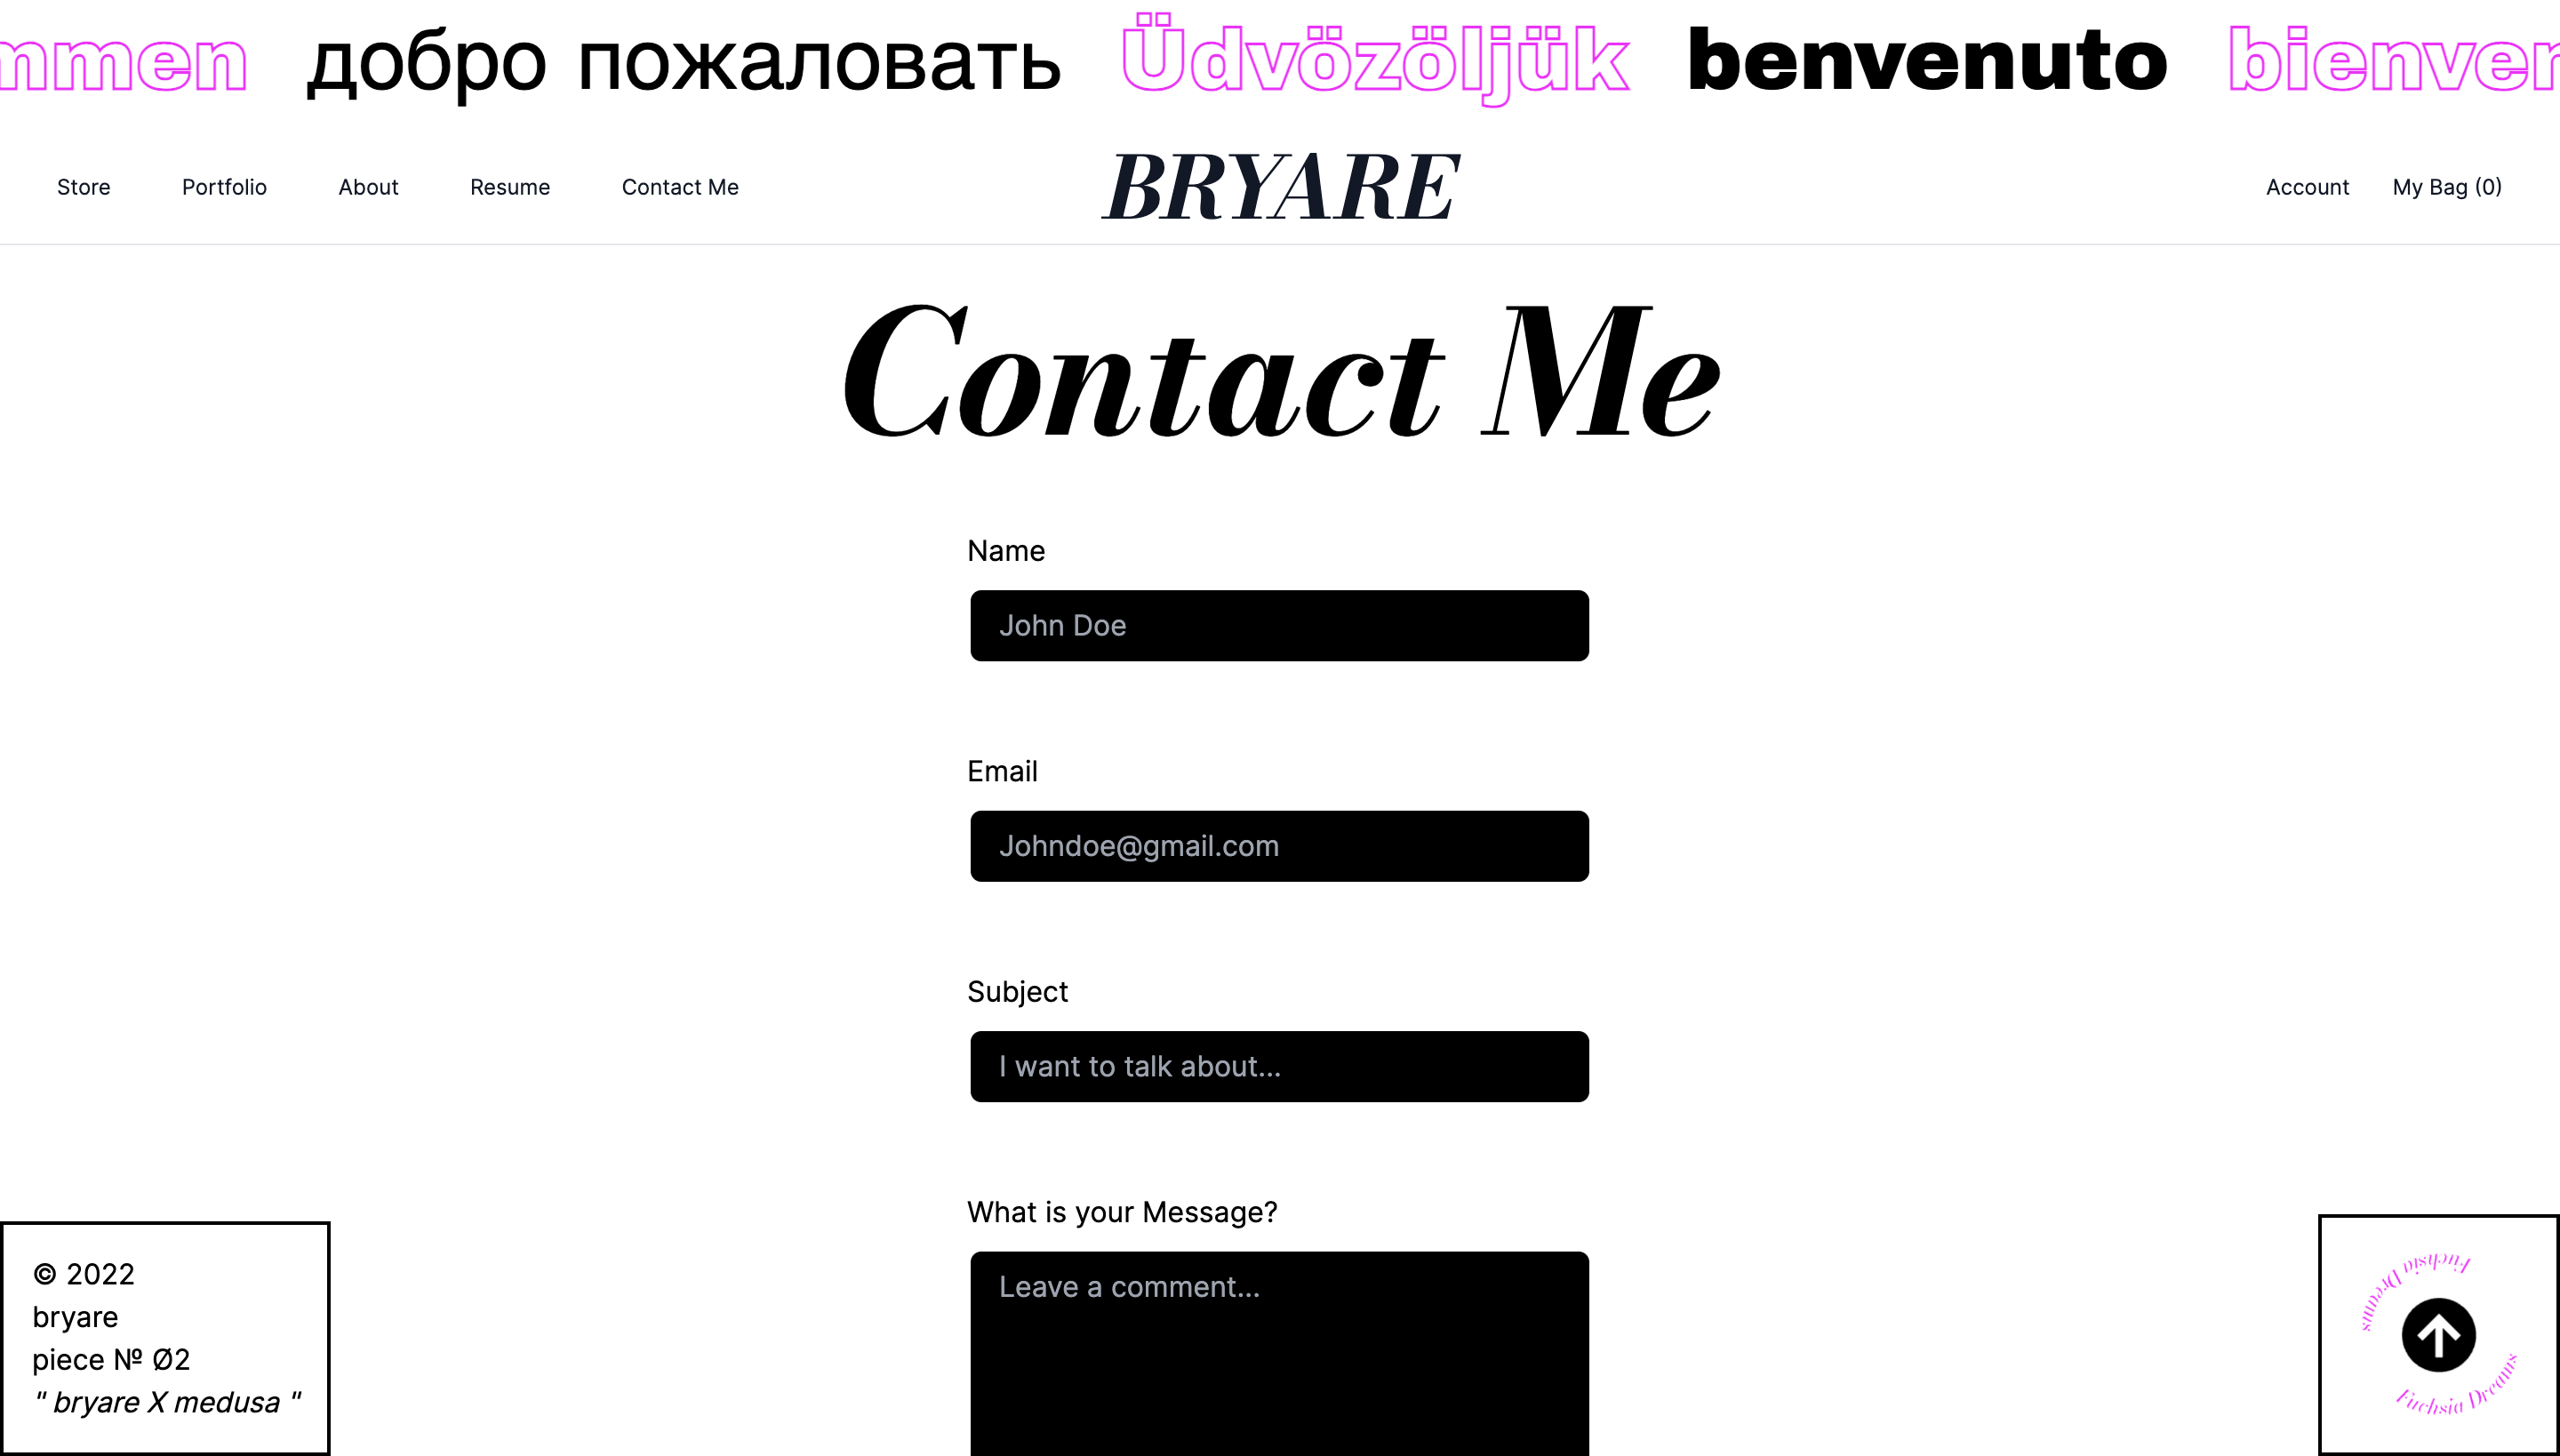 mmen добро пожаловать Üdvözöljük benvenuto bienven
Store Portfolio About Resume Contact Me BRYARE Account My Bag (0)
Contact Me
Name
John Doe
Email
Johndoe@gmail.com
Subject
I want to talk about...
What is your Message?
Leave a comment...
© 2022
bryare
piece № Ø2
" bryare X medusa "
Fuchsia Dreams
Fuchsia Dreams